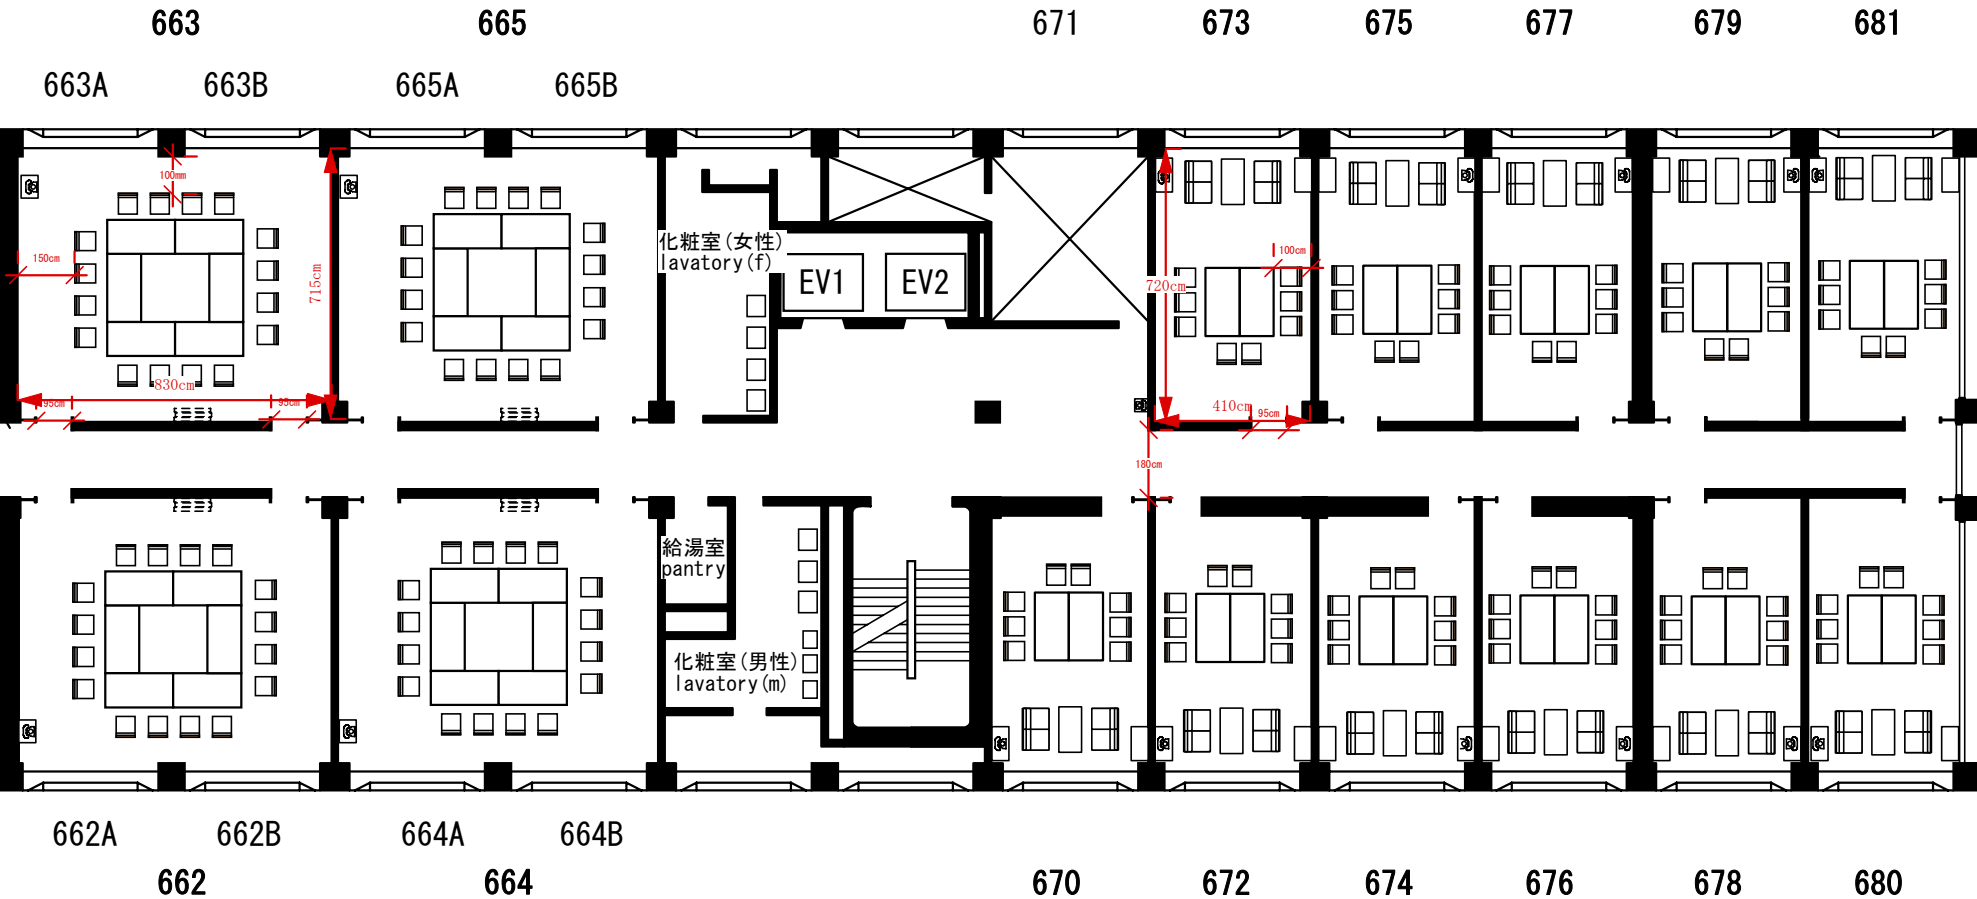 663 665 671 673 675 677 679 681
663A 663B 665A 665B
100mm
150cm
715cm
830cm
95cm 95cm
化粧室(女性)
lavatory(f)
EV1 EV2
100cm
720cm
410cm
95cm
180cm
給湯室
pantry
化粧室(男性)
lavatory(m)
662A 662B 664A 664B
662 664 670 672 674 676 678 680